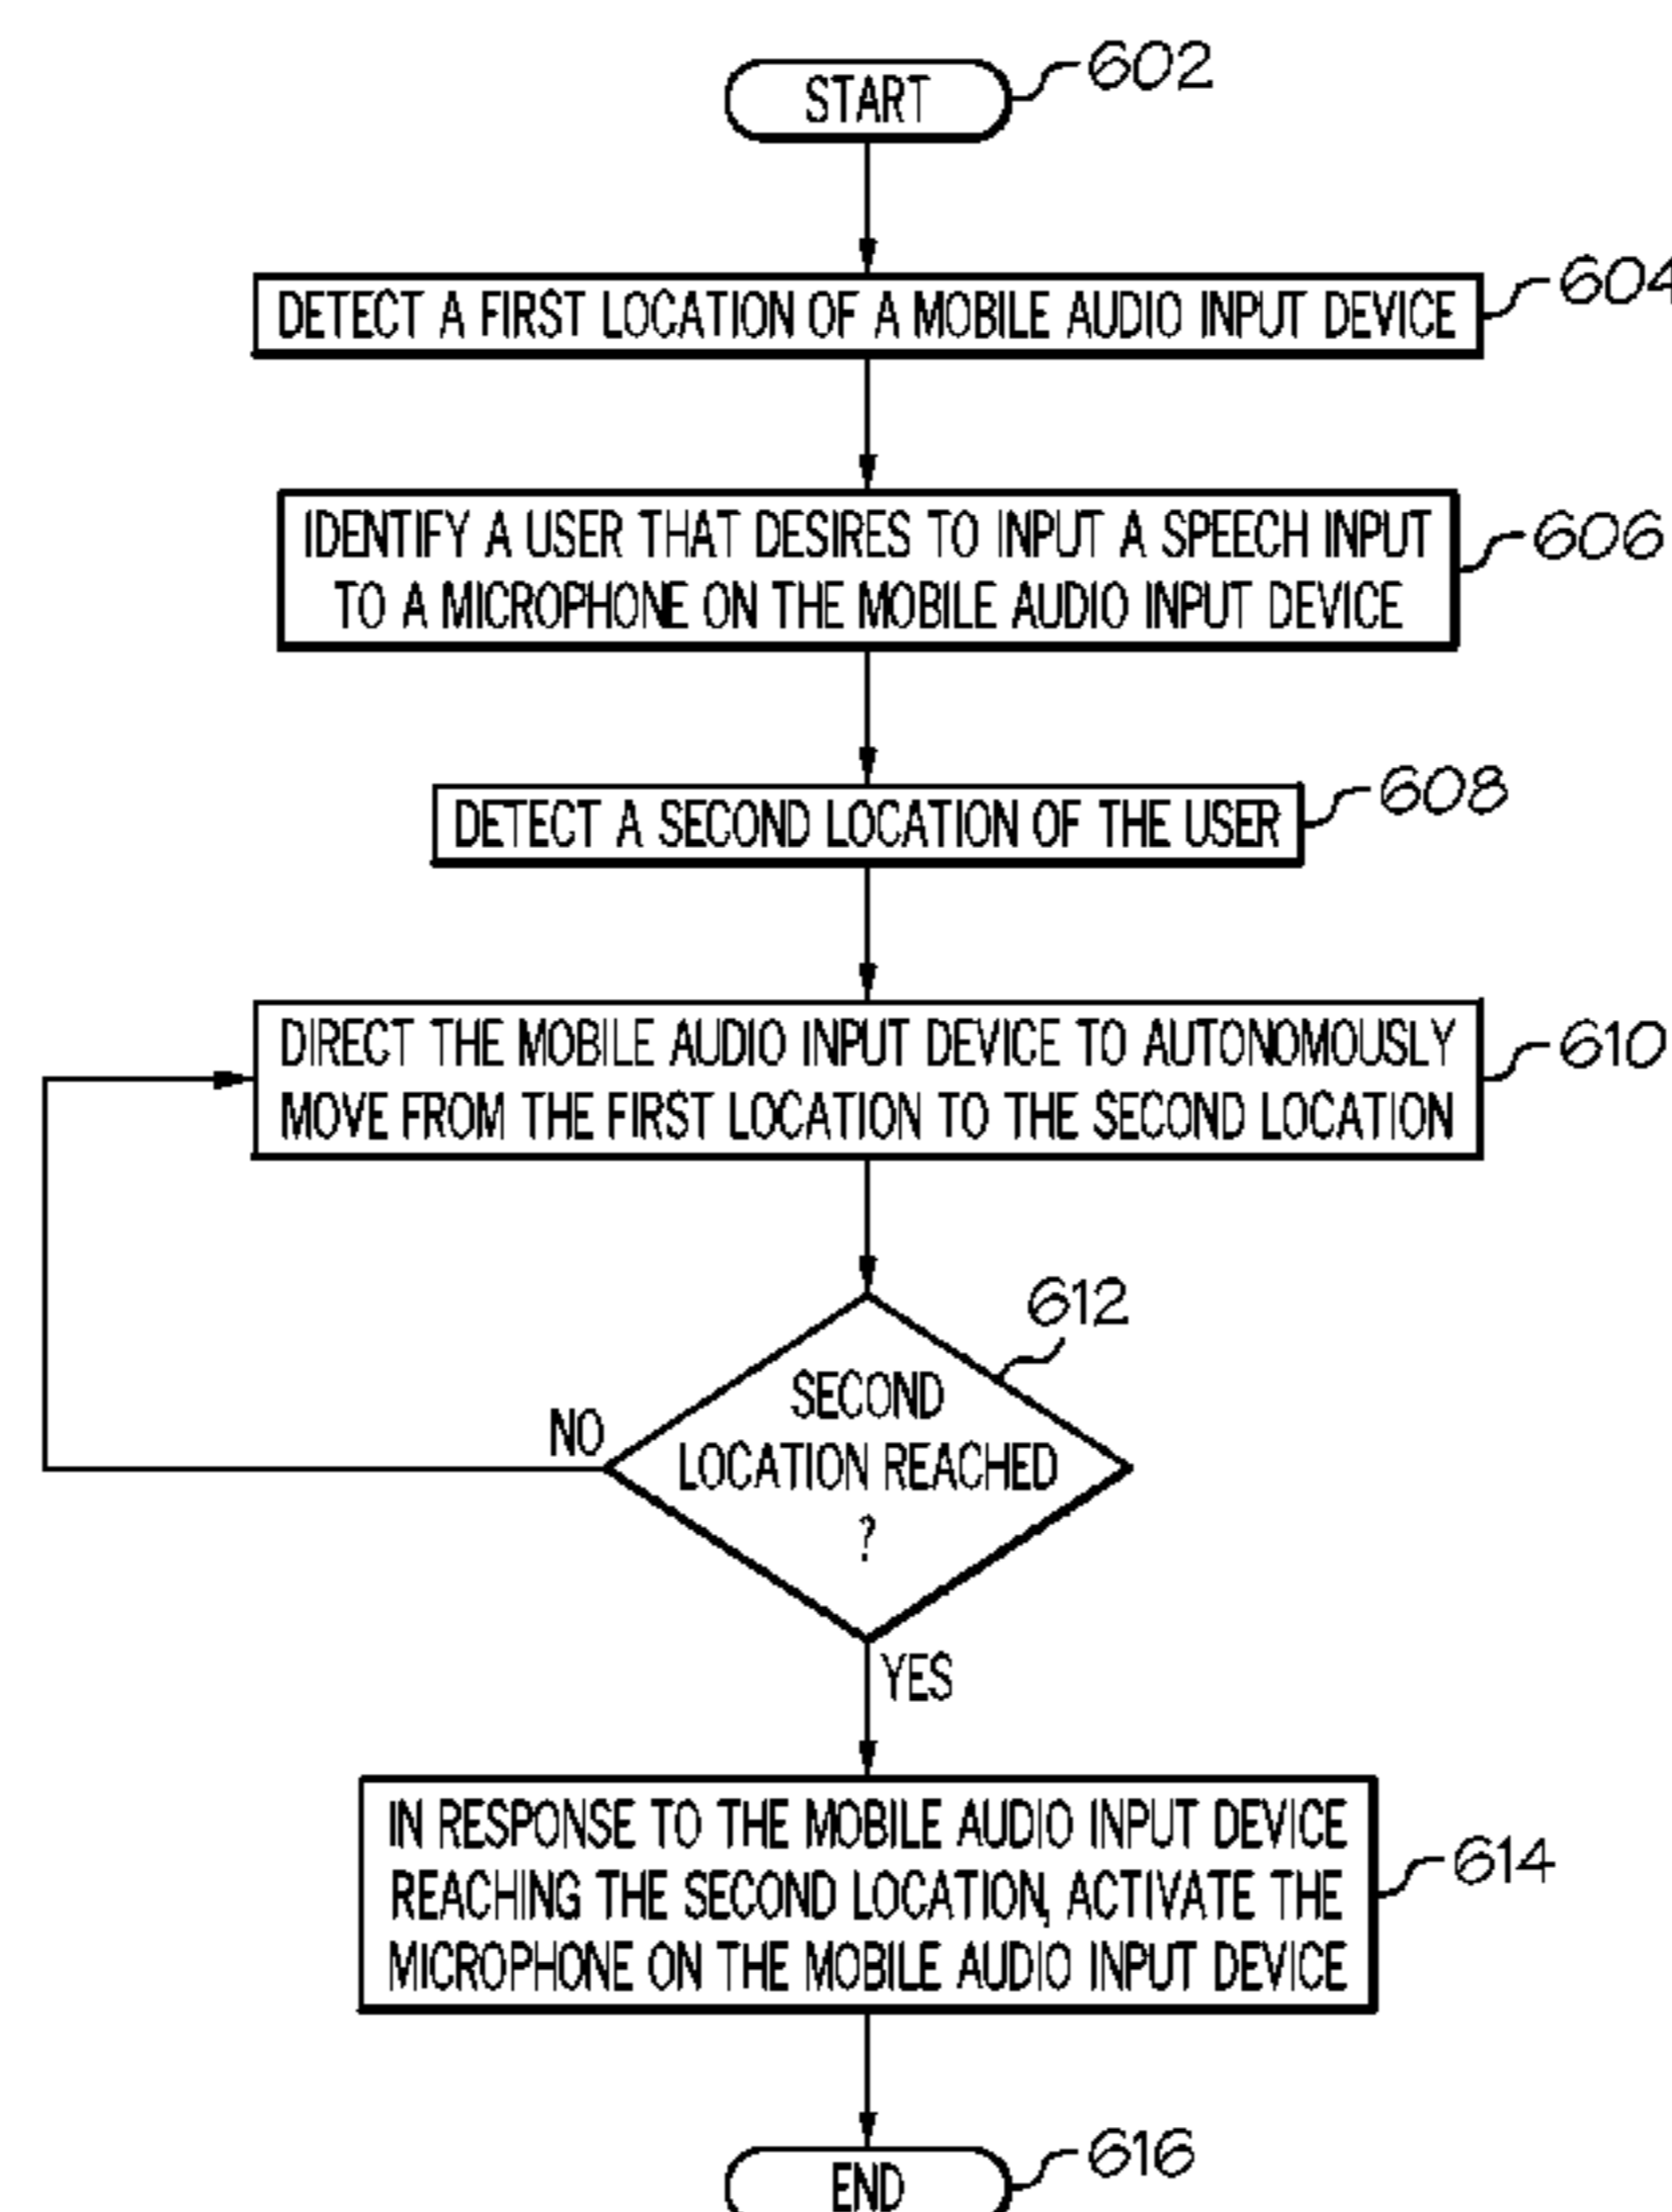 START
602
DETECT A FIRST LOCATION OF A MOBILE AUDIO INPUT DEVICE
604
IDENTIFY A USER THAT DESIRES TO INPUT A SPEECH INPUT
TO A MICROPHONE ON THE MOBILE AUDIO INPUT DEVICE
606
DETECT A SECOND LOCATION OF THE USER
608
DIRECT THE MOBILE AUDIO INPUT DEVICE TO AUTONOMOUSLY
MOVE FROM THE FIRST LOCATION TO THE SECOND LOCATION
610
612
SECOND
LOCATION REACHED
?
NO
YES
IN RESPONSE TO THE MOBILE AUDIO INPUT DEVICE
REACHING THE SECOND LOCATION, ACTIVATE THE
MICROPHONE ON THE MOBILE AUDIO INPUT DEVICE
614
END
616